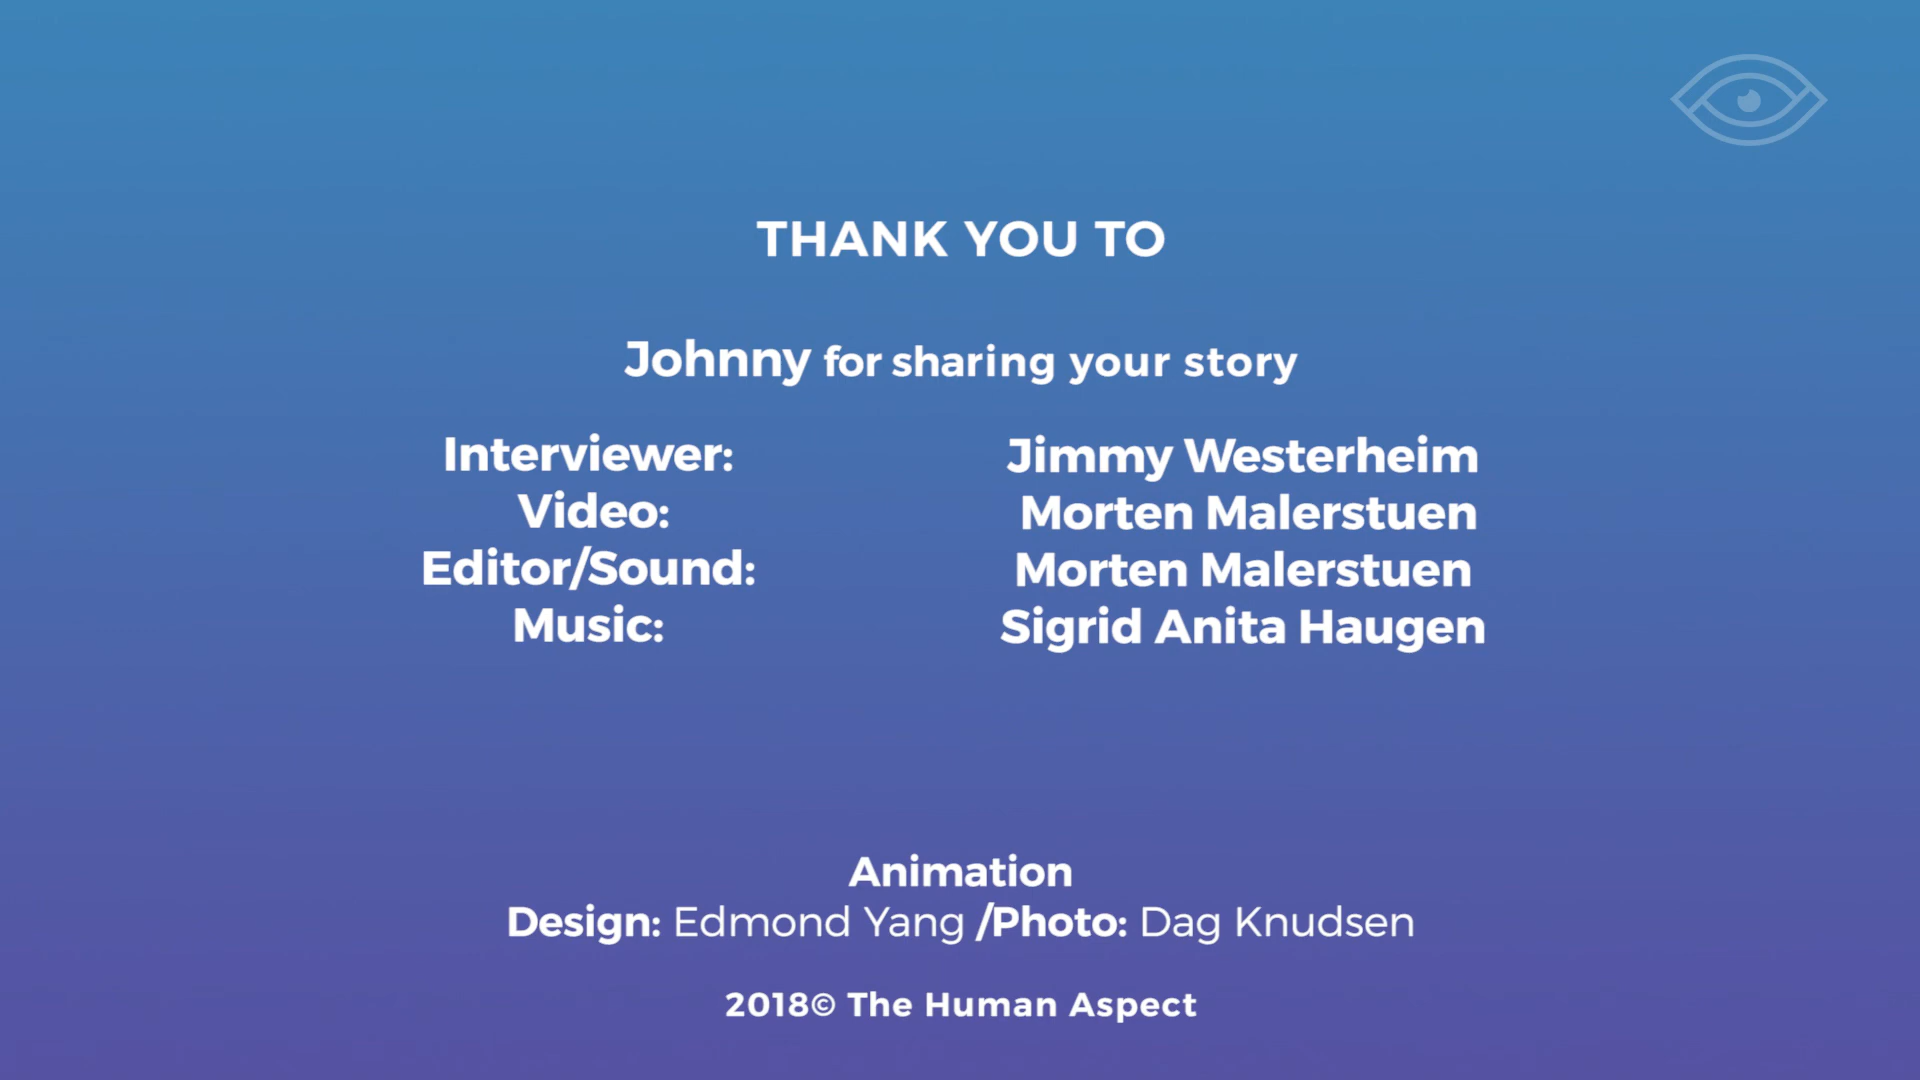 THANK YOU TO
Johnny for sharing your story
Interviewer: Jimmy Westerheim
Video: Morten Malerstuen
Editor/Sound: Morten Malerstuen
Music: Sigrid Anita Haugen
Animation
Design: Edmond Yang /Photo: Dag Knudsen
2018© The Human Aspect